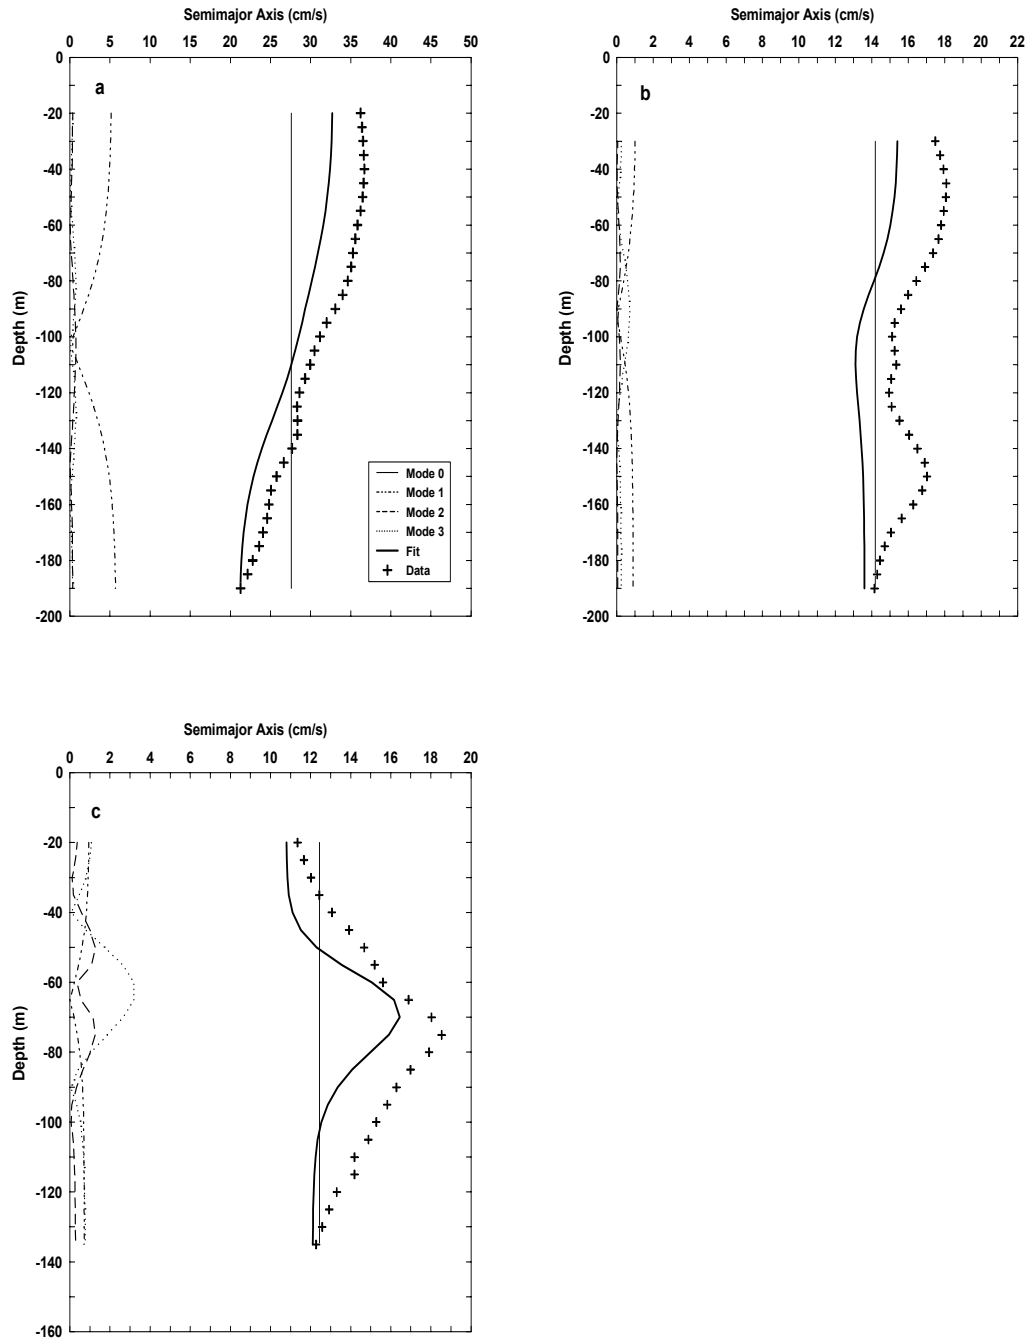 Semimajor Axis (cm/s)
0 5 10 15 20 25 30 35 40 45 50
0
-20
-40
-60
-80
-100
-120
-140
-160
-180
-200
Depth (m)
a
Mode 0
Mode 1
Mode 2
Mode 3
Fit
Data
Semimajor Axis (cm/s)
0 2 4 6 8 10 12 14 16 18 20 22
0
-20
-40
-60
-80
-100
-120
-140
-160
-180
-200
Depth (m)
b
Semimajor Axis (cm/s)
0 2 4 6 8 10 12 14 16 18 20
0
-20
-40
-60
-80
-100
-120
-140
-160
Depth (m)
c